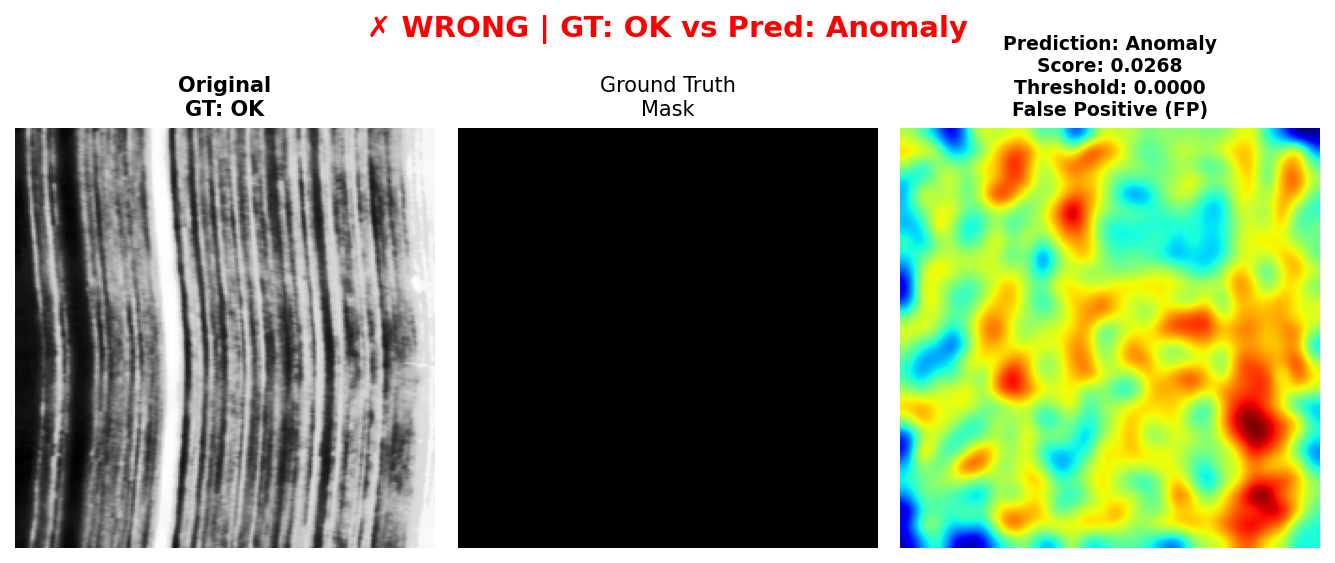 ✗ WRONG | GT: OK vs Pred: Anomaly
Original
GT: OK
Ground Truth
Mask
Prediction: Anomaly
Score: 0.0268
Threshold: 0.0000
False Positive (FP)